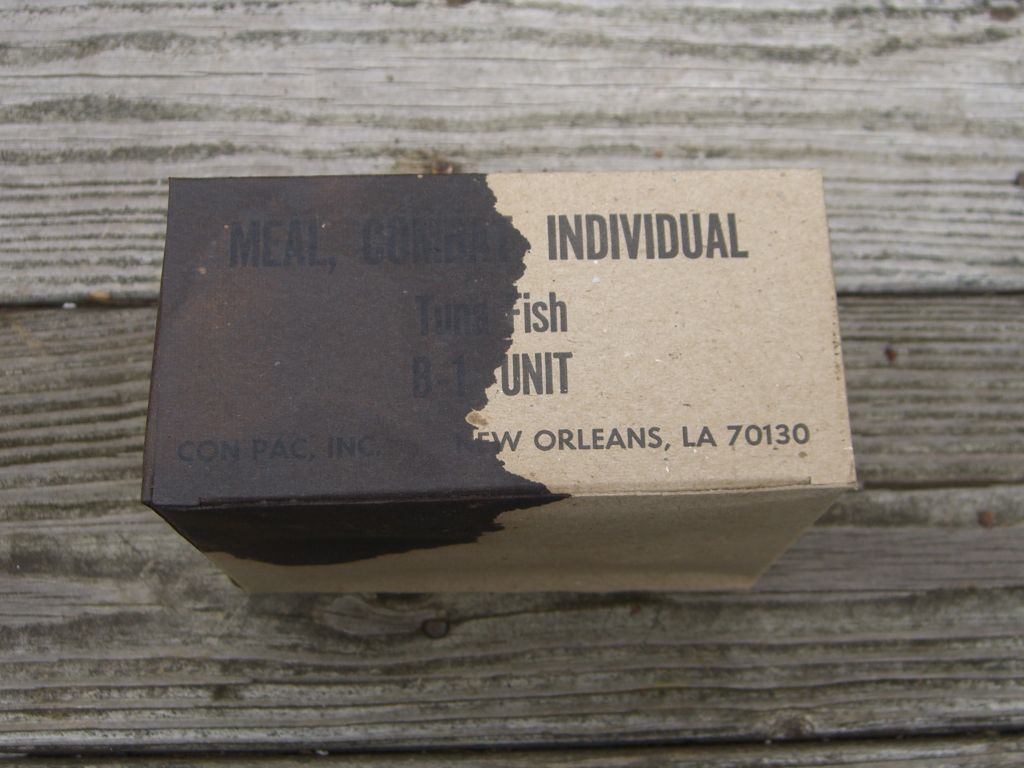 MEAL, COMBAT, INDIVIDUAL
Tuna Fish
B-1 UNIT
CON PAC, INC. NEW ORLEANS, LA 70130